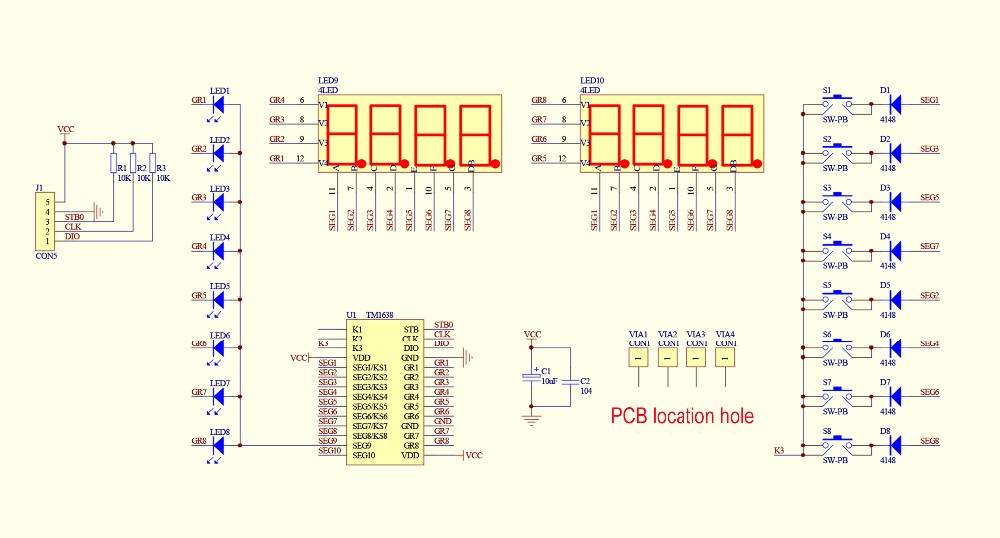 VCC
R1
10K
R2
10K
R3
10K
J1
5
4
3
2
1
STB0
CLK
DIO
CON5
GR1
LED1
GR2
LED2
GR3
LED3
GR4
LED4
GR5
LED5
GR6
LED6
GR7
LED7
GR8
LED8
LED9
4LED
GR4 6 V1
GR3 8 V2
GR2 9 V3
GR1 12 V4
A B C D E F G DB
11 7 4 2 1 10 5 3
SEG1 SEG2 SEG3 SEG4 SEG5 SEG6 SEG7 SEG8
LED10
4LED
GR8 6 V1
GR7 8 V2
GR6 9 V3
GR5 12 V4
A B C D E F G DB
11 7 4 2 1 10 5 3
SEG1 SEG2 SEG3 SEG4 SEG5 SEG6 SEG7 SEG8
U1 TM1638
K1 STB STB0
K2 CLK CLK
K3 K3 DIO DIO
VCC VDD GND
SEG1 SEG1/KS1 GR1 GR1
SEG2 SEG2/KS2 GR2 GR2
SEG3 SEG3/KS3 GR3 GR3
SEG4 SEG4/KS4 GR4 GR4
SEG5 SEG5/KS5 GR5 GR5
SEG6 SEG6/KS6 GR6 GR6
SEG7 SEG7/KS7 GND GND
SEG8 SEG8/KS8 GR7 GR7
SEG9 SEG9 GR8 GR8
SEG10 SEG10 VDD VCC
VCC
+
C1
10uF
C2
104
VIA1 VIA2 VIA3 VIA4
CON1 CON1 CON1 CON1
1 1 1 1
PCB location hole
S1 D1 SEG1
SW-PB 4148
S2 D2 SEG3
SW-PB 4148
S3 D3 SEG5
SW-PB 4148
S4 D4 SEG7
SW-PB 4148
S5 D5 SEG2
SW-PB 4148
S6 D6 SEG4
SW-PB 4148
S7 D7 SEG6
SW-PB 4148
S8 D8 SEG8
K3
SW-PB 4148